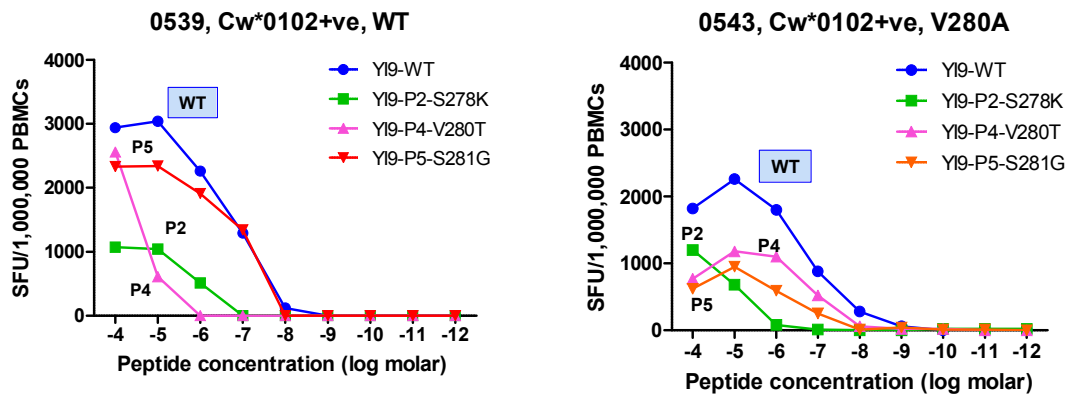 0539, Cw*0102+ve, WT
SFU/1,000,000 PBMCs
4000
3000
2000
1000
0
-4 -5 -6 -7 -8 -9 -10 -11 -12
Peptide concentration (log molar)
YI9-WT
YI9-P2-S278K
YI9-P4-V280T
YI9-P5-S281G
WT
P5
P2
P4
0543, Cw*0102+ve, V280A
SFU/1,000,000 PBMCs
4000
3000
2000
1000
0
-4 -5 -6 -7 -8 -9 -10 -11 -12
Peptide concentration (log molar)
YI9-WT
YI9-P2-S278K
YI9-P4-V280T
YI9-P5-S281G
WT
P2
P4
P5